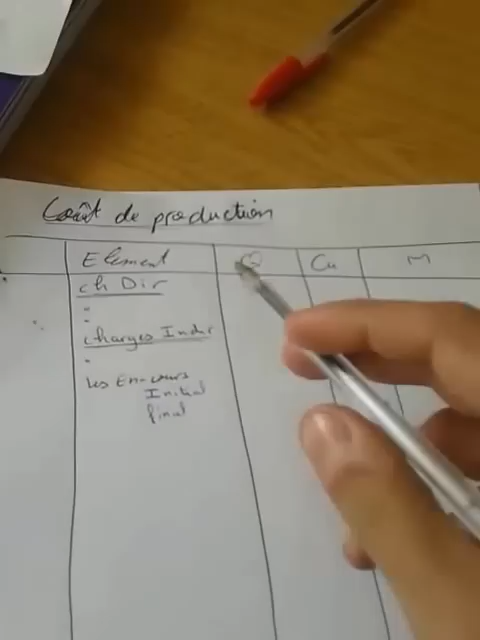 Coût de production
Element Q Cu M
ch Dir
charges Indir
les En-cours
Initial
final